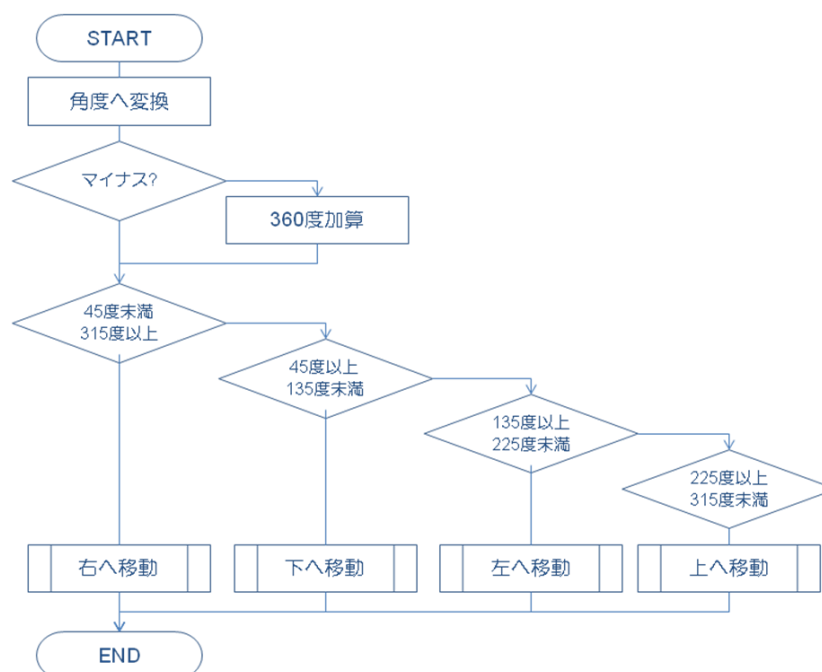 START
角度へ変換
マイナス?
360度加算
45度未満
315度以上
45度以上
135度未満
135度以上
225度未満
225度以上
315度未満
右へ移動
下へ移動
左へ移動
上へ移動
END